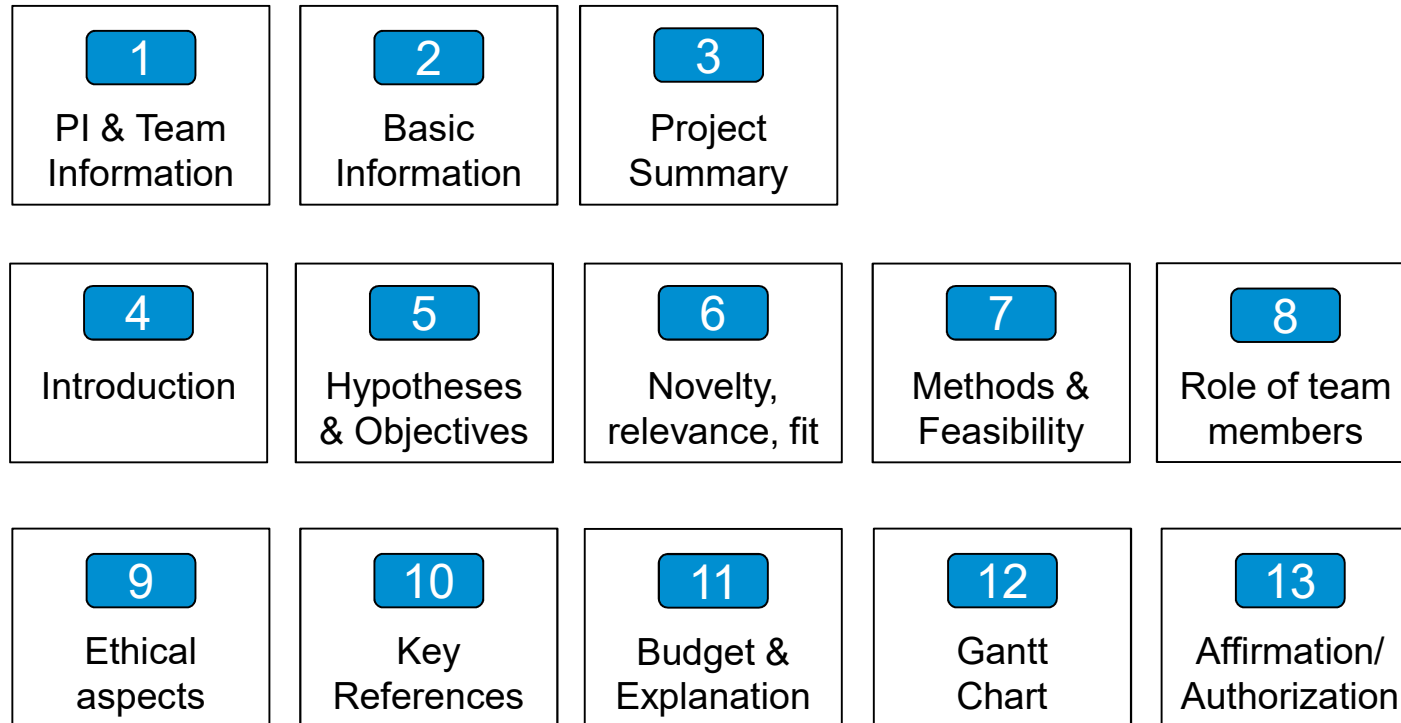 1
PI & Team
Information
2
Basic
Information
3
Project
Summary
4
Introduction
5
Hypotheses
& Objectives
6
Novelty,
relevance, fit
7
Methods &
Feasibility
8
Role of team
members
9
Ethical
aspects
10
Key
References
11
Budget &
Explanation
12
Gantt
Chart
13
Affirmation/
Authorization